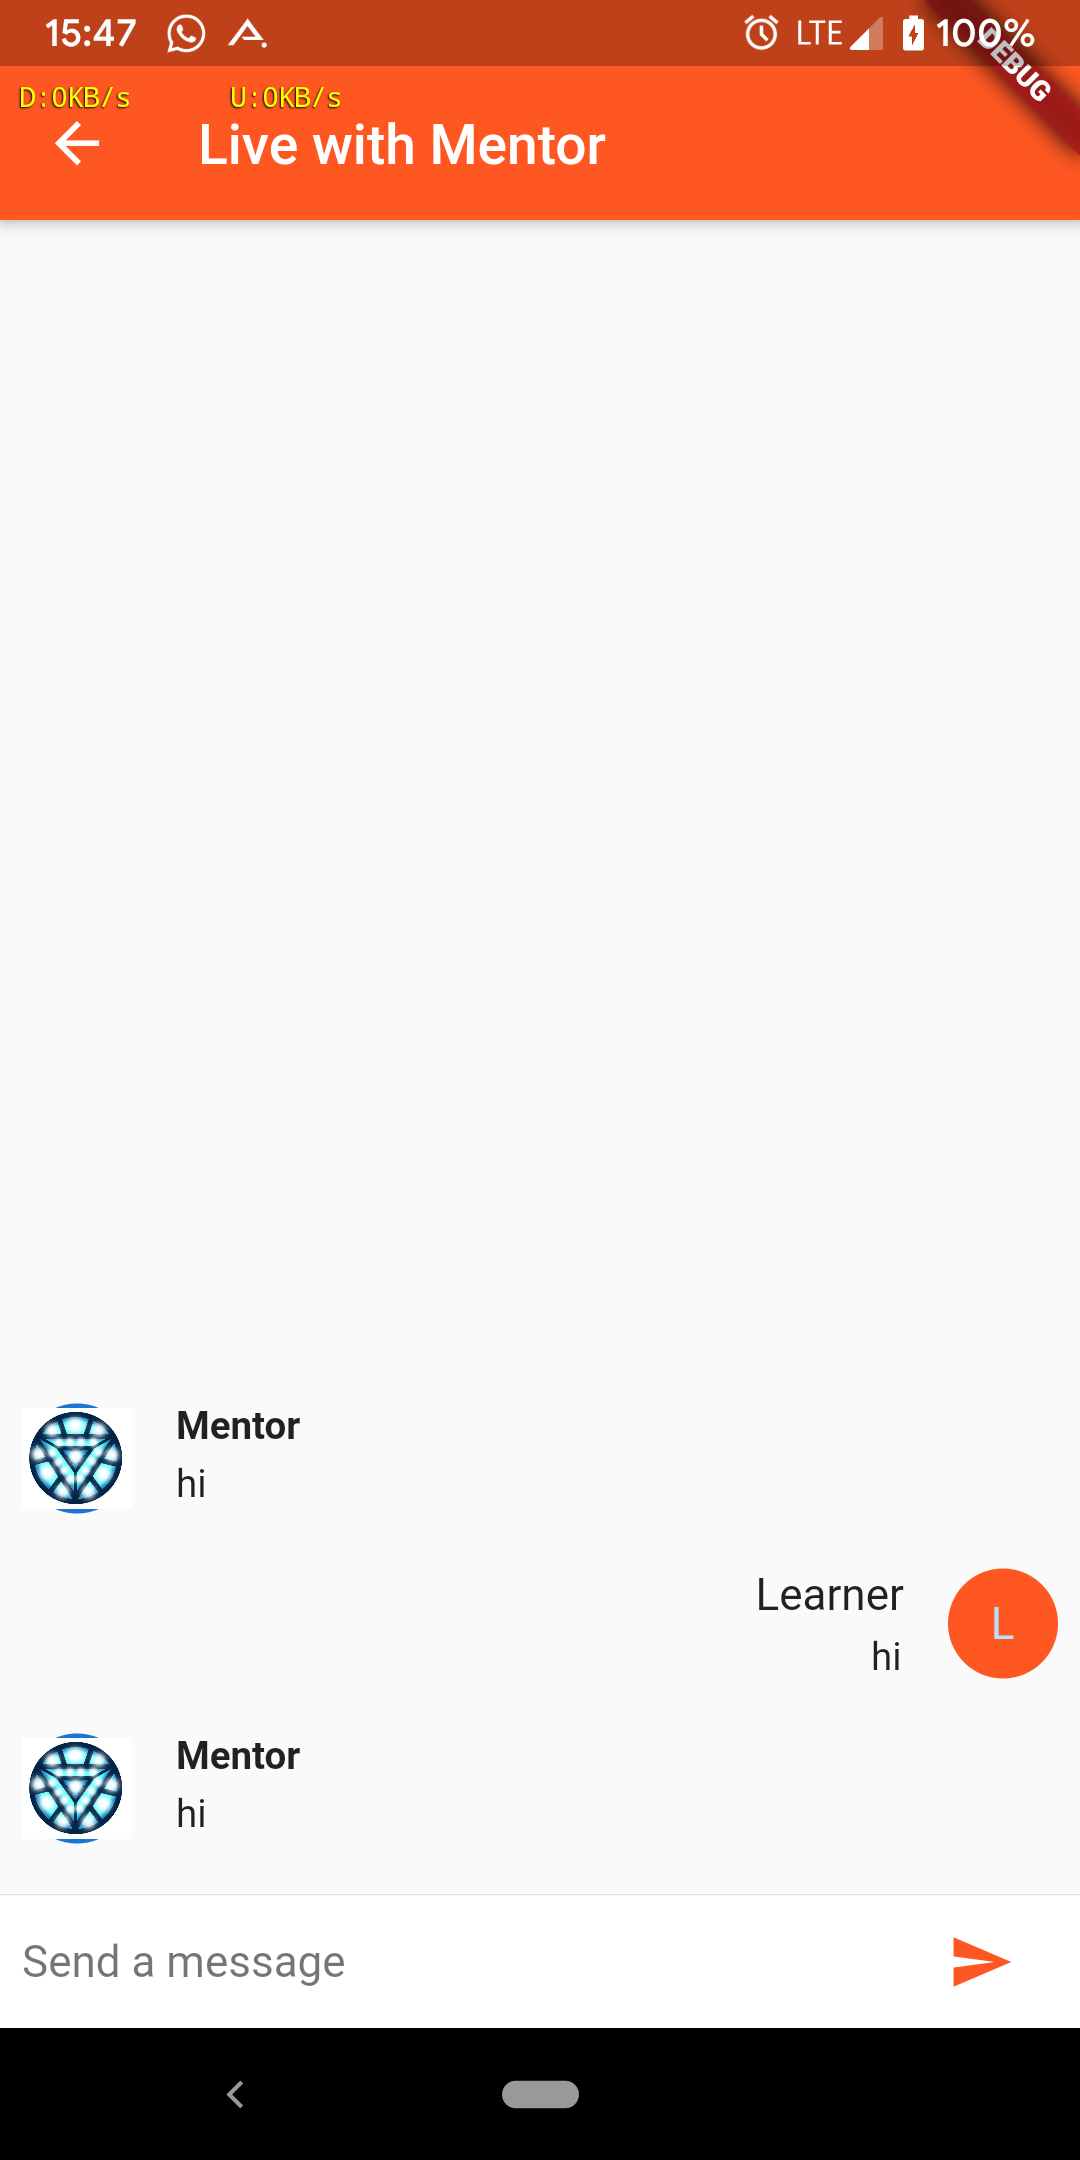 15:47 LTE 100%
DEBUG
D:0KB/s U:0KB/s
Live with Mentor
Mentor
hi
Learner
hi
L
Mentor
hi
Send a message